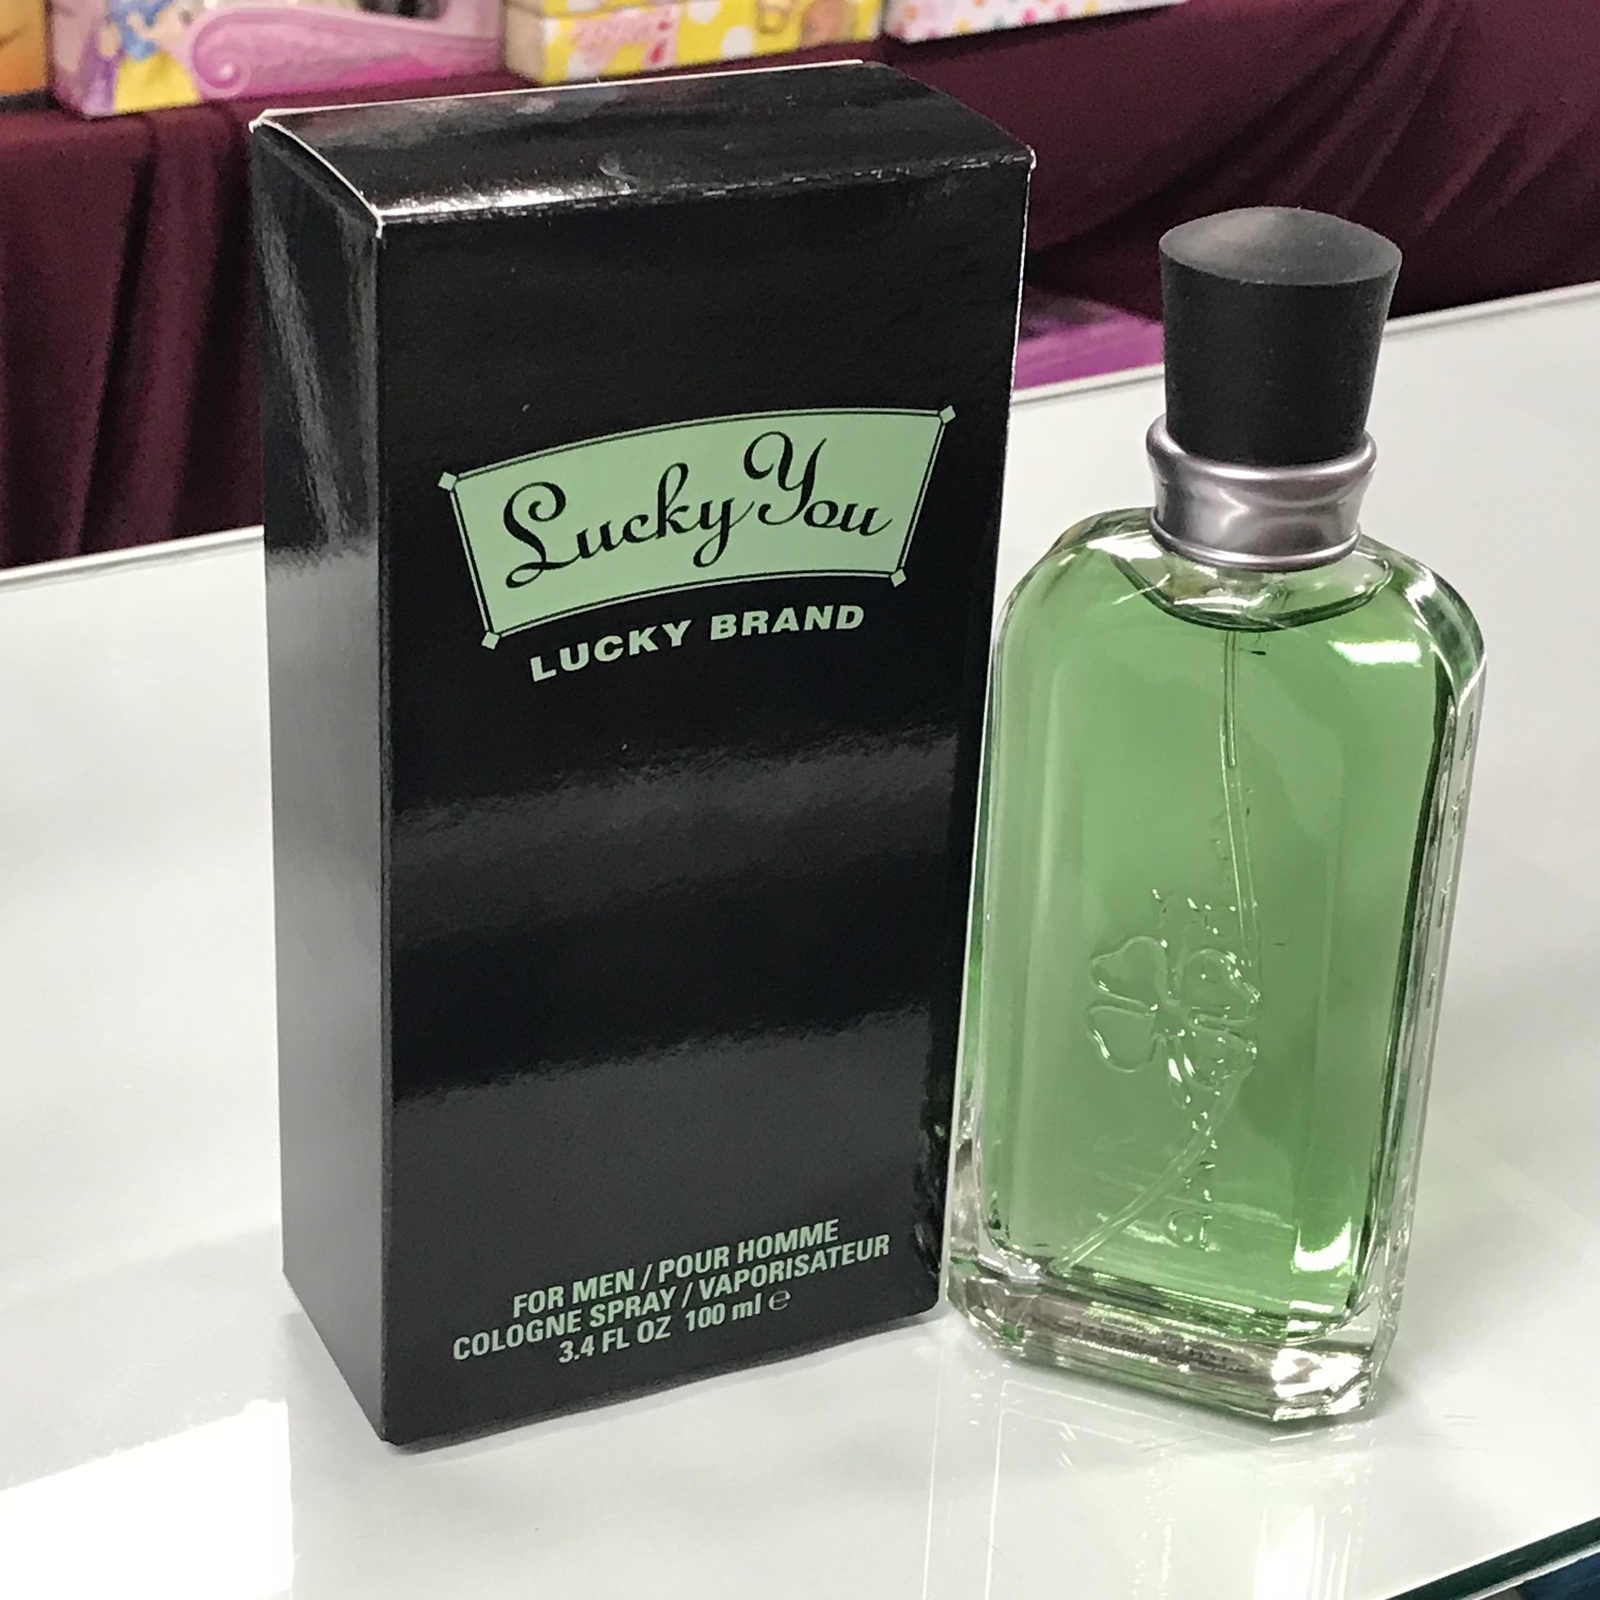 Lucky You
LUCKY BRAND
FOR MEN / POUR HOMME
COLOGNE SPRAY / VAPORISATEUR
3.4 FL OZ 100 ml ℮